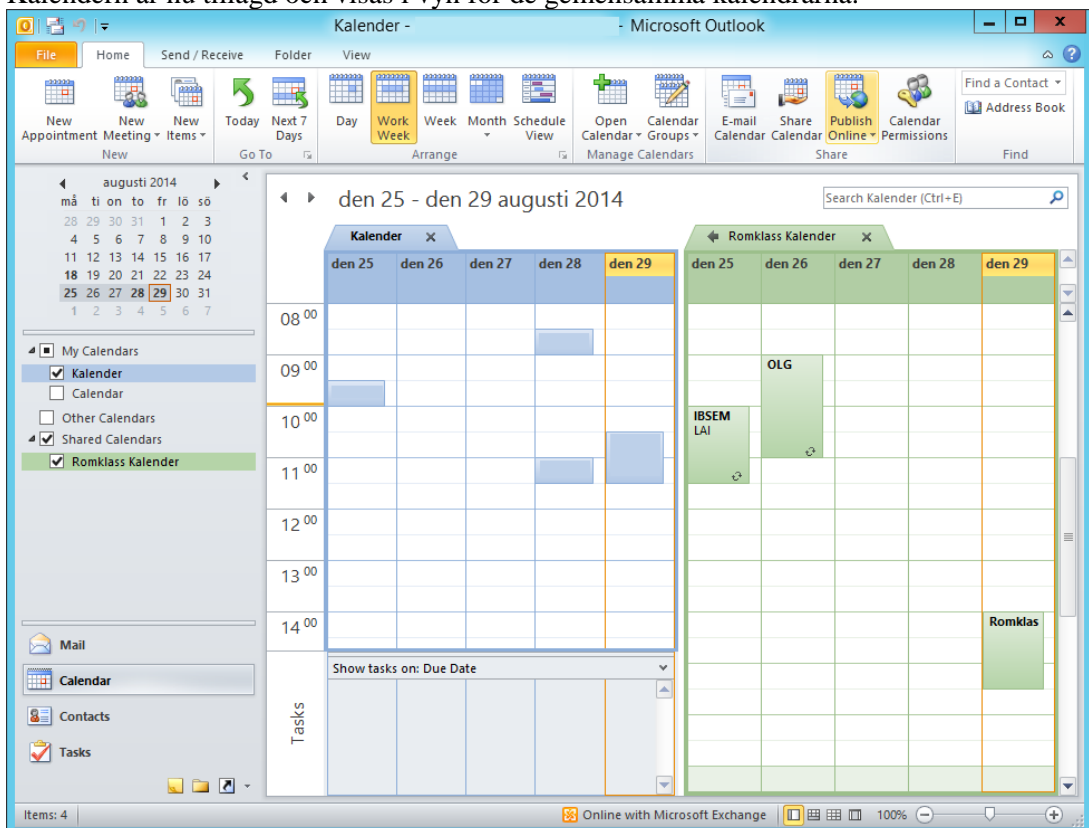 Kalendern är nu tillagd och visas i vyn för de gemensamma kalendrarna.
Kalender - - Microsoft Outlook
File Home Send / Receive Folder View
New Appointment
New Meeting
New Items
Today
Next 7 Days
Day
Work Week
Week
Month
Schedule View
Open Calendar
Calendar Groups
E-mail Calendar
Share Calendar
Publish Online
Calendar Permissions
Find a Contact
Address Book
New Go To Arrange Manage Calendars Share Find
augusti 2014
må ti on to fr lö sö
28 29 30 31 1 2 3
4 5 6 7 8 9 10
11 12 13 14 15 16 17
18 19 20 21 22 23 24
25 26 27 28 29 30 31
1 2 3 4 5 6 7
My Calendars
Kalender
Calendar
Other Calendars
Shared Calendars
Romklass Kalender
Mail
Calendar
Contacts
Tasks
den 25 - den 29 augusti 2014
Search Kalender (Ctrl+E)
Kalender
Romklass Kalender
den 25 den 26 den 27 den 28 den 29
den 25 den 26 den 27 den 28 den 29
08 00
09 00
10 00
11 00
12 00
13 00
14 00
OLG
IBSEM
LAI
Romklas
Show tasks on: Due Date
Tasks
Items: 4
Online with Microsoft Exchange
100%